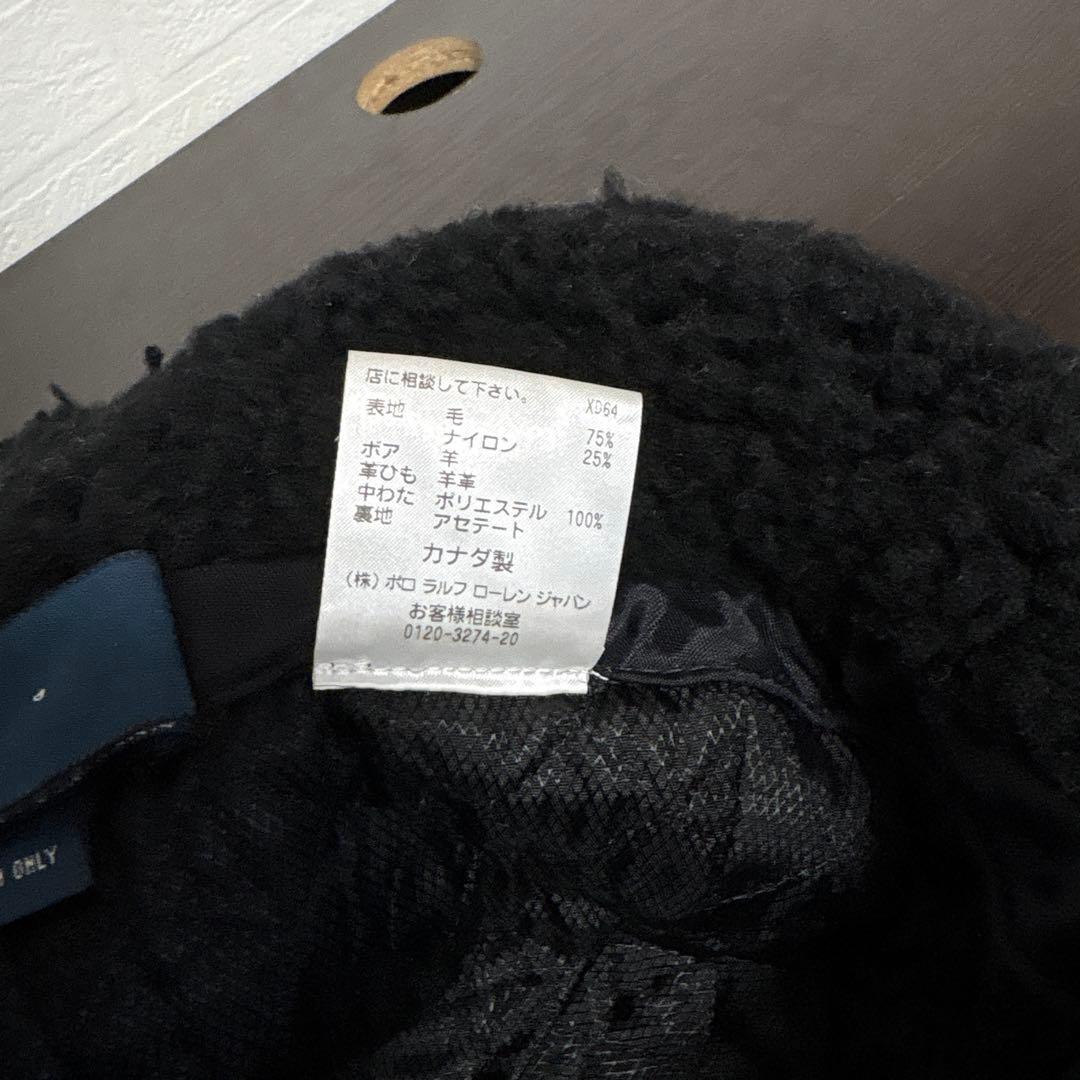 店に相談して下さい。
XD64
表地 毛 75%
ナイロン 25%
ボア 羊
革ひも 羊革
中わた ポリエステル 100%
裏地 アセテート
カナダ製
(株)ポロ ラルフ ローレン ジャパン
お客様相談室
0120-3274-20
ONLY